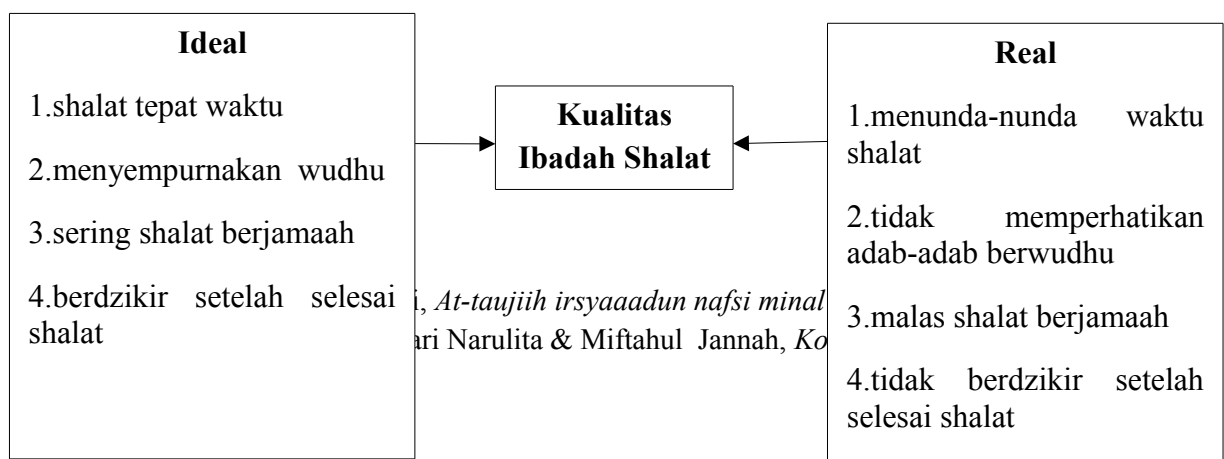 Ideal
1.shalat tepat waktu
2.menyempurnakan wudhu
3.sering shalat berjamaah
4.berdzikir setelah selesai
shalat
Kualitas
Ibadah Shalat
Real
1.menunda-nunda waktu
shalat
2.tidak memperhatikan
adab-adab berwudhu
3.malas shalat berjamaah
4.tidak berdzikir setelah
selesai shalat
At-taujiih irsyaaadun nafsi minal
Narulita & Miftahul Jannah,